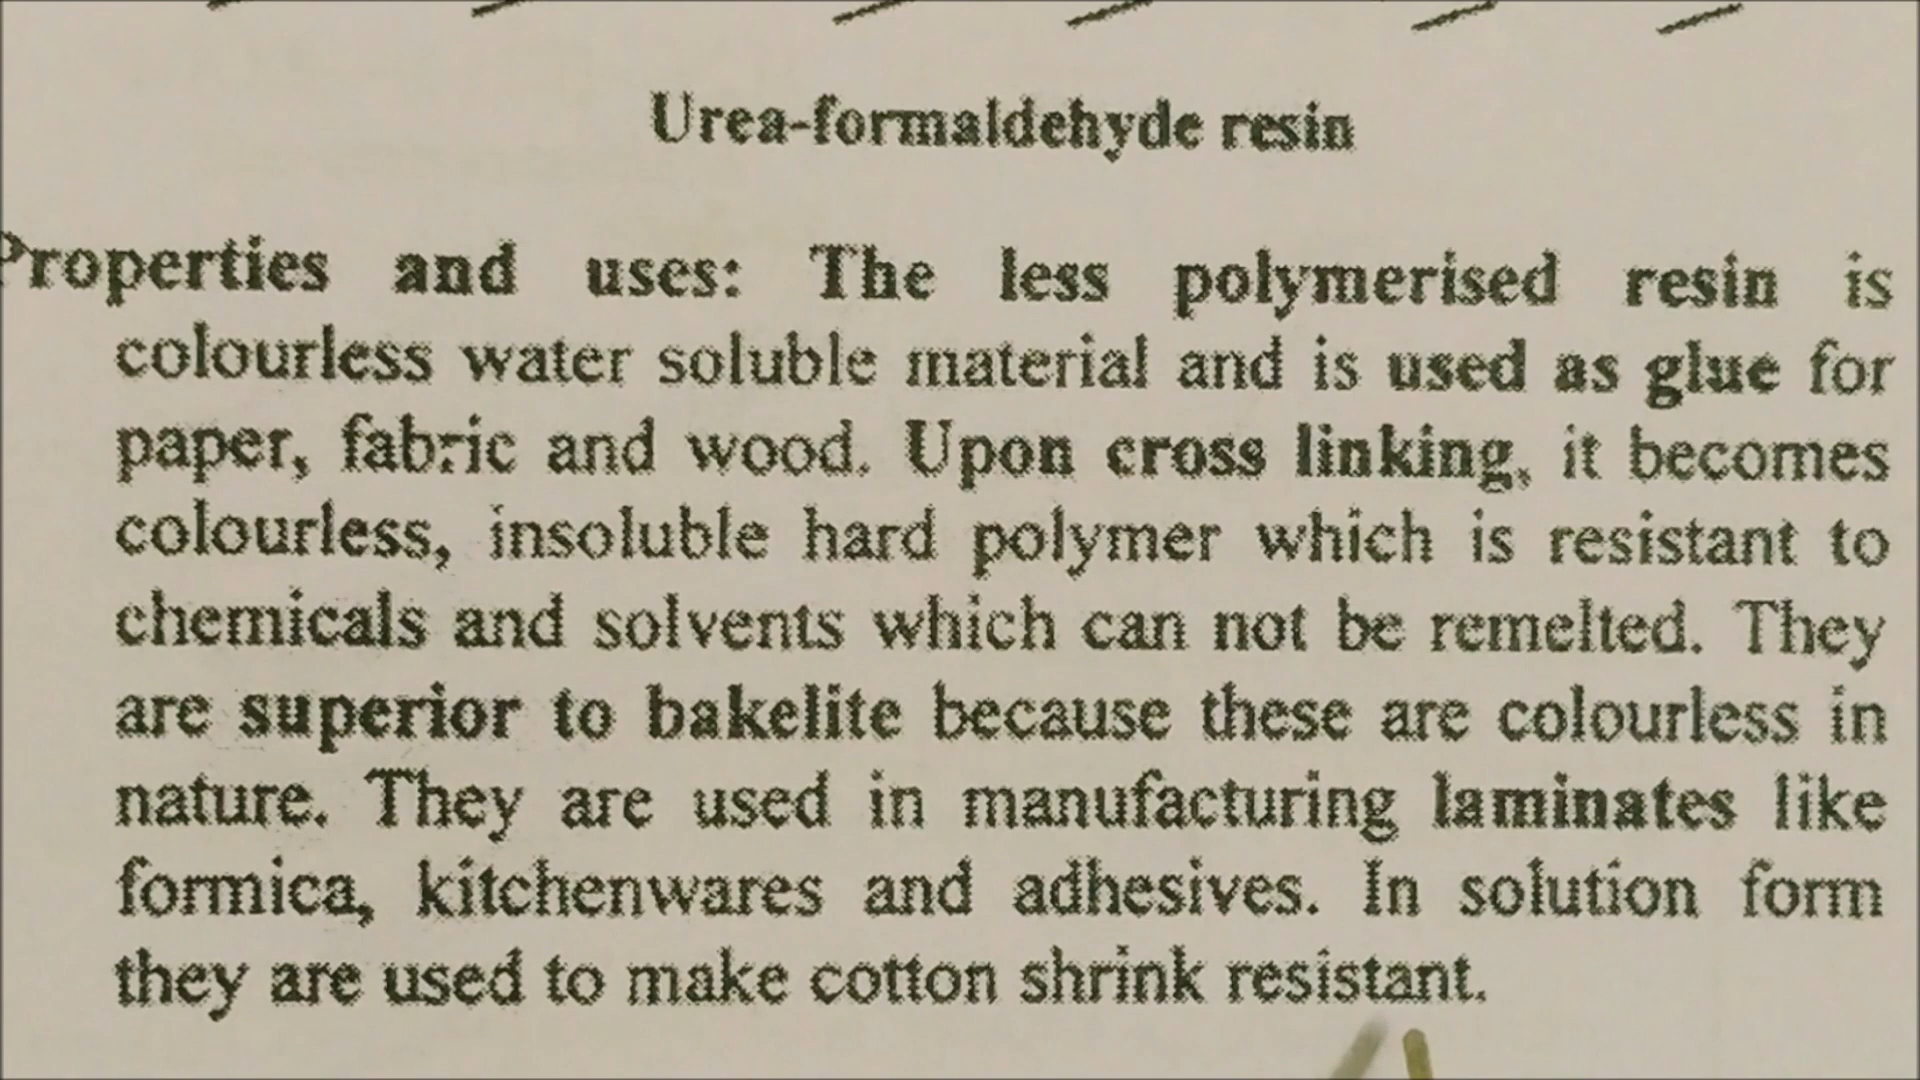 Urea-formaldehyde resin
Properties and uses: The less polymerised resin is
colourless water soluble material and is used as glue for
paper, fabric and wood. Upon cross linking, it becomes
colourless, insoluble hard polymer which is resistant to
chemicals and solvents which can not be remelted. They
are superior to bakelite because these are colourless in
nature. They are used in manufacturing laminates like
formica, kitchenwares and adhesives. In solution form
they are used to make cotton shrink resistant.